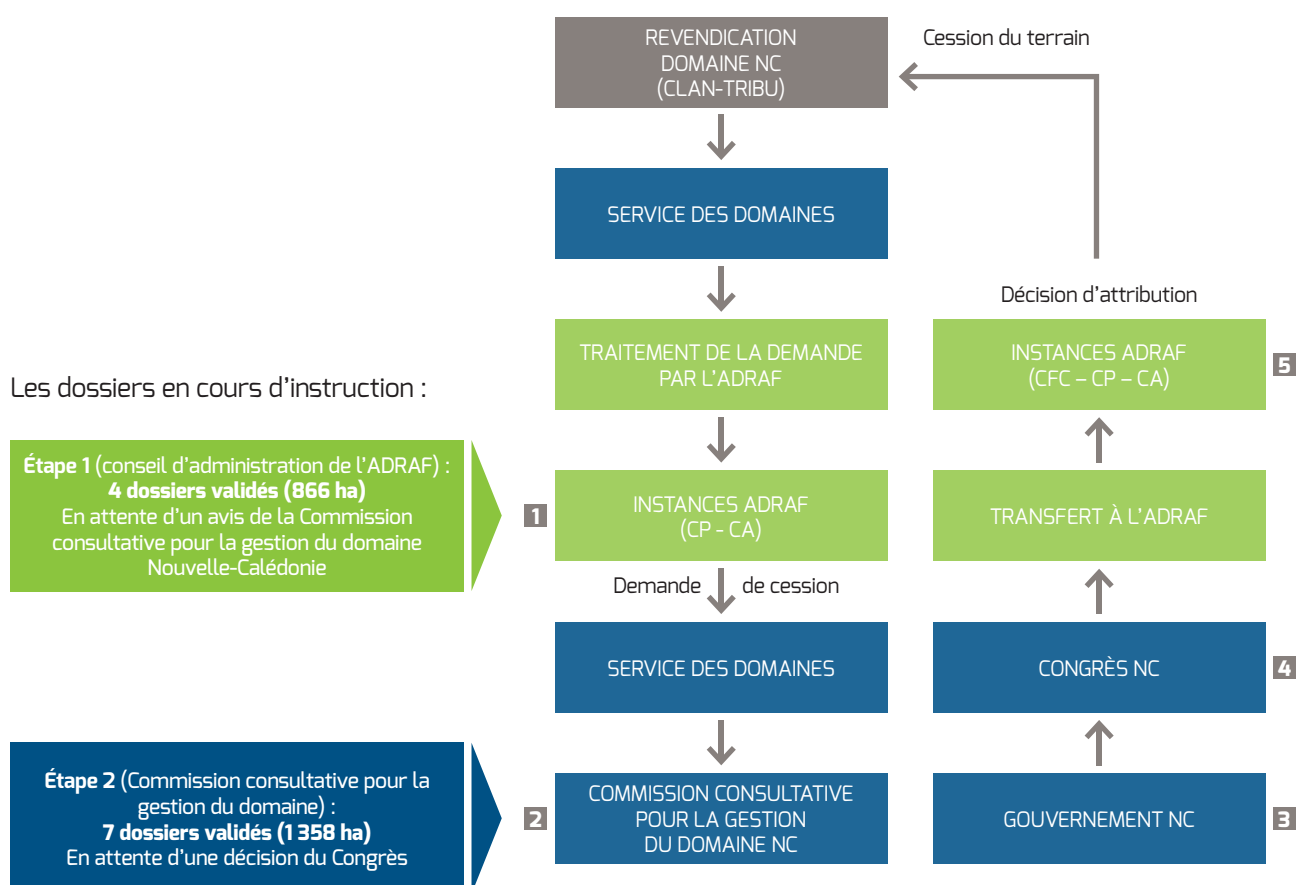 REVENDICATION
DOMAINE NC
(CLAN-TRIBU)
Cession du terrain
SERVICE DES DOMAINES
Décision d'attribution
TRAITEMENT DE LA DEMANDE
PAR L'ADRAF
INSTANCES ADRAF
(CFC – CP – CA)
5
Les dossiers en cours d'instruction :
Étape 1 (conseil d'administration de l'ADRAF) :
4 dossiers validés (866 ha)
En attente d'un avis de la Commission
consultative pour la gestion du domaine
Nouvelle-Calédonie
1
INSTANCES ADRAF
(CP - CA)
TRANSFERT À L'ADRAF
Demande de cession
SERVICE DES DOMAINES
CONGRÈS NC
4
Étape 2 (Commission consultative pour la
gestion du domaine) :
7 dossiers validés (1 358 ha)
En attente d'une décision du Congrès
2
COMMISSION CONSULTATIVE
POUR LA GESTION
DU DOMAINE NC
GOUVERNEMENT NC
3